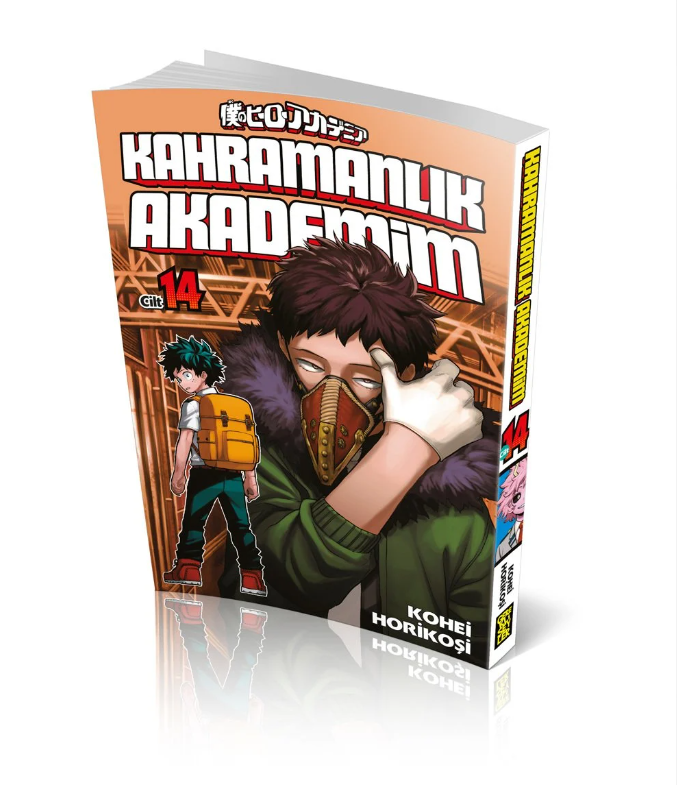 僕のヒーローアカデミア
KAHRAMANLIK
AKADEMİM
Cilt 14
KOHEİ
HORİKOŞİ
KAHRAMANLIK AKADEMİM
Cilt 14
KOHEİ
HORİKOŞİ